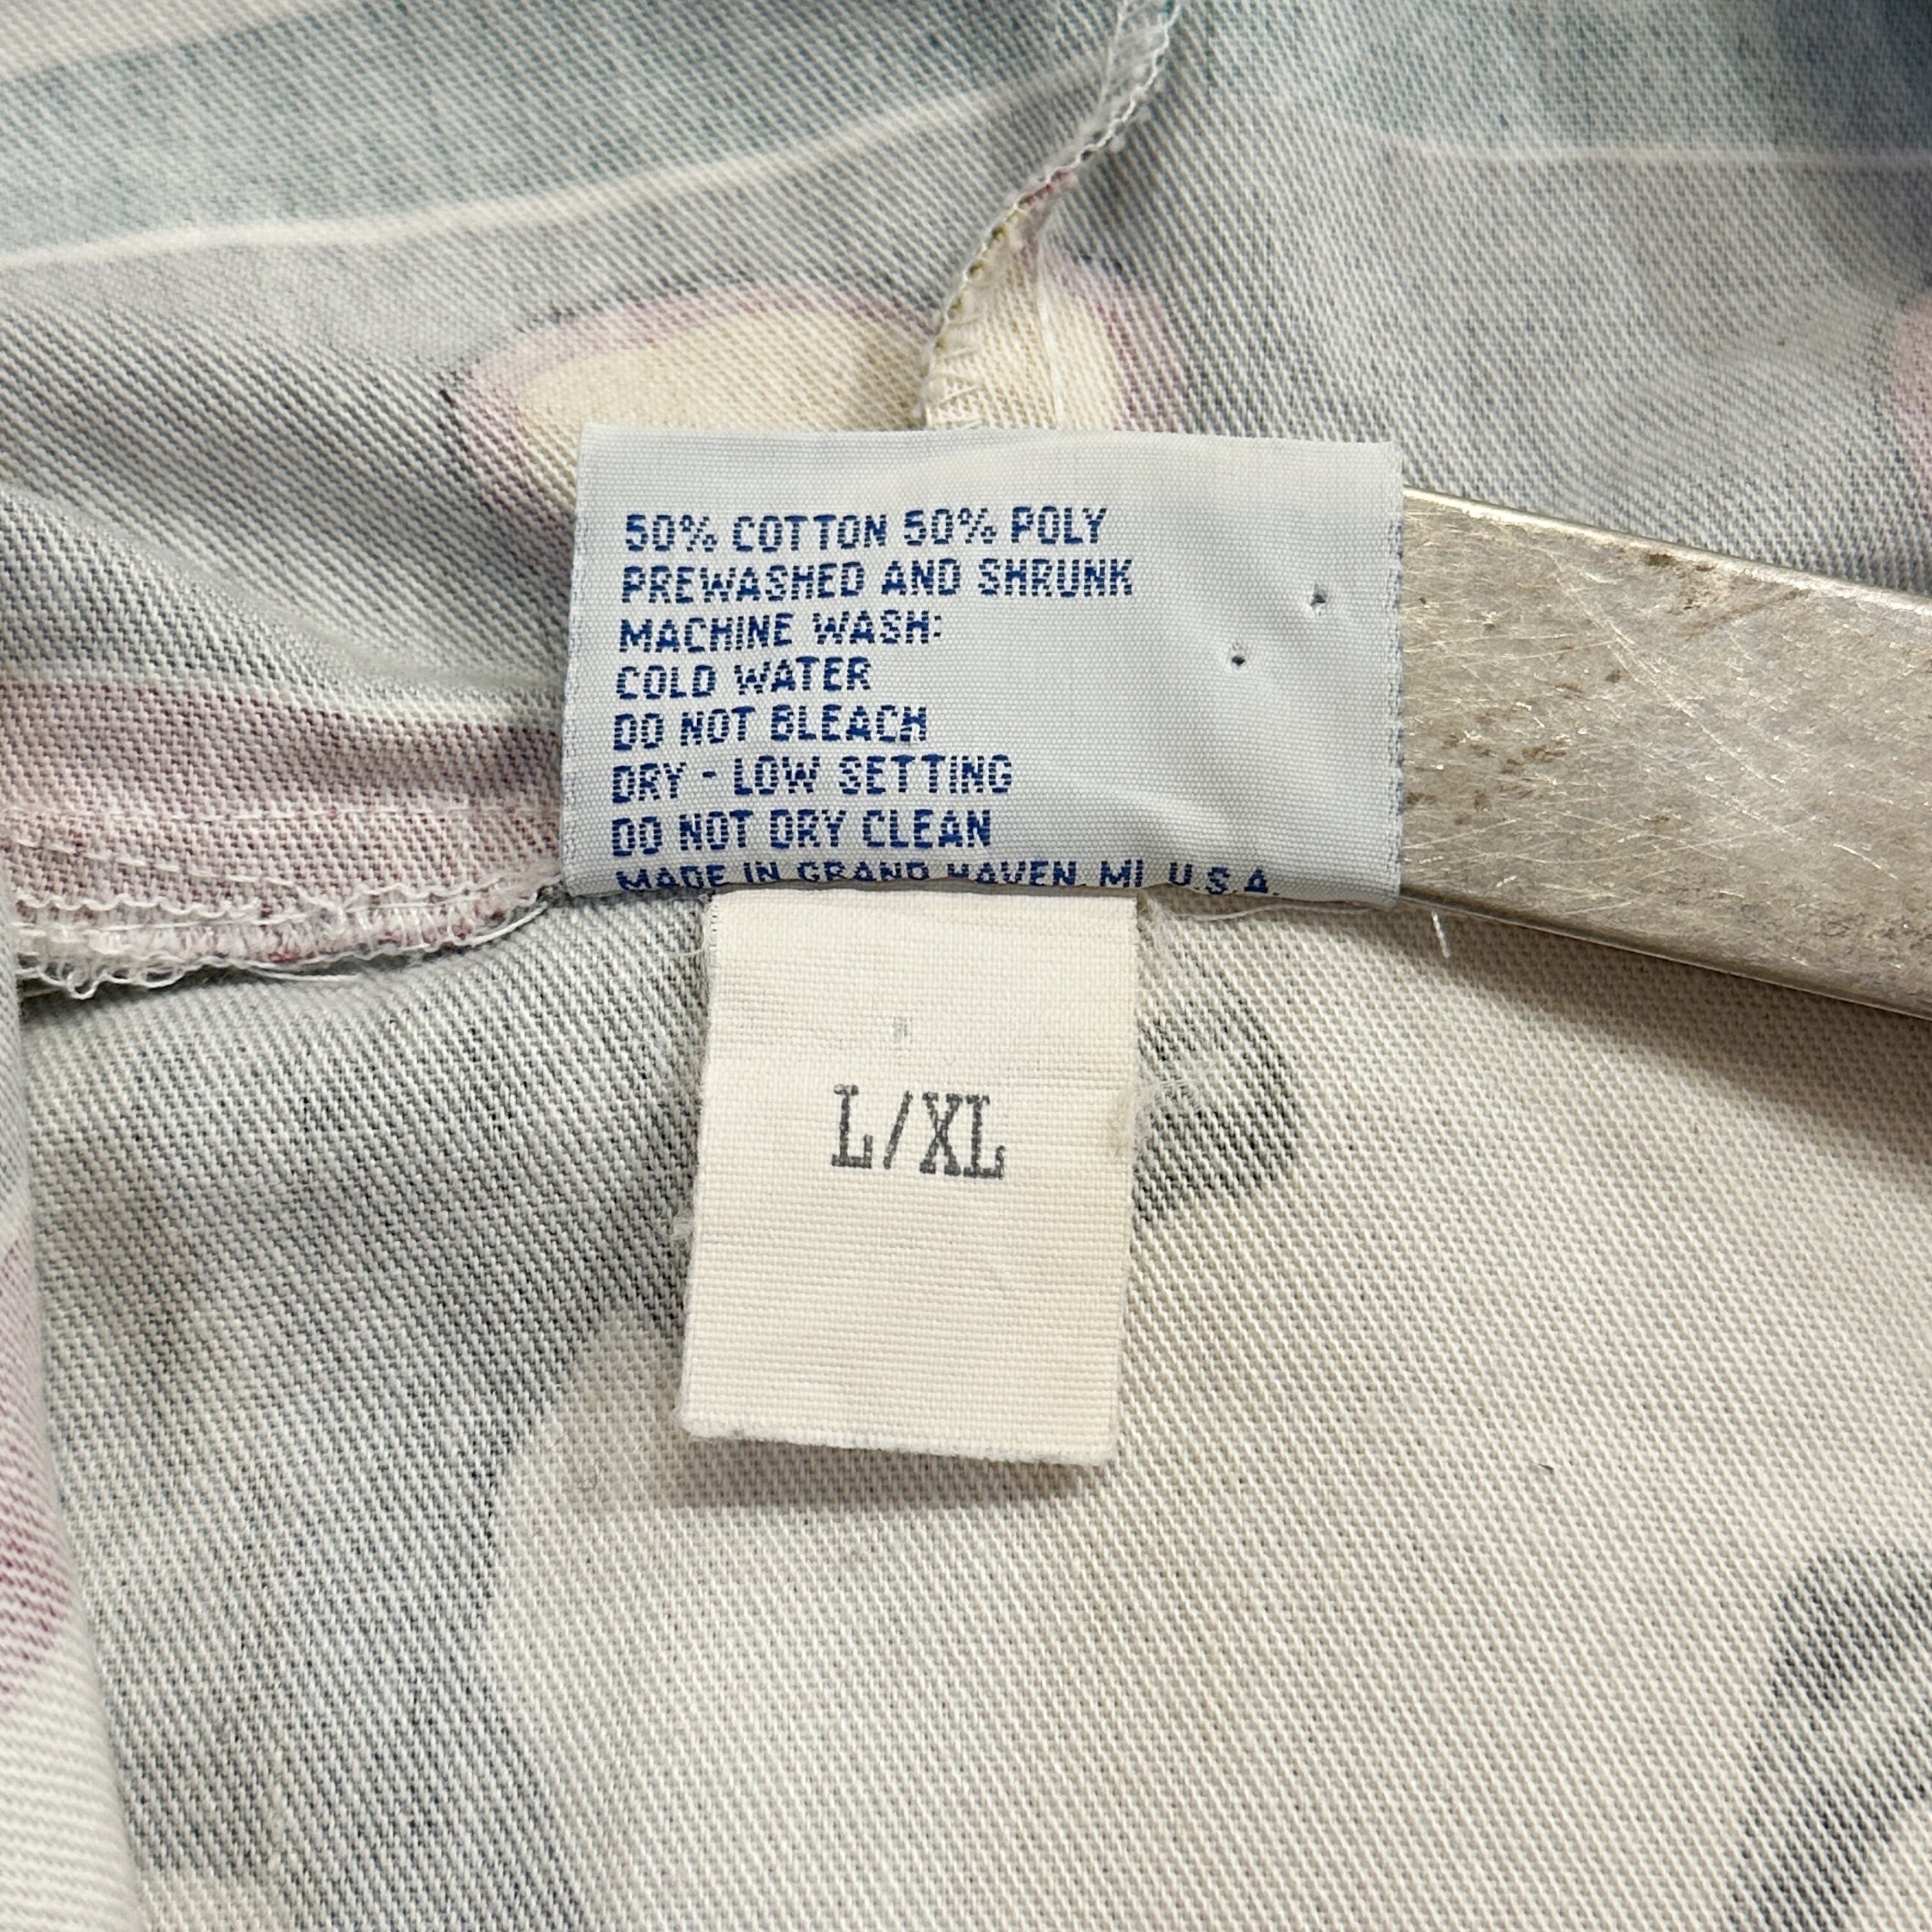 50% COTTON 50% POLY
PREWASHED AND SHRUNK
MACHINE WASH:
COLD WATER
DO NOT BLEACH
DRY - LOW SETTING
DO NOT DRY CLEAN
MADE IN GRAND HAVEN, MI U.S.A.
L/XL